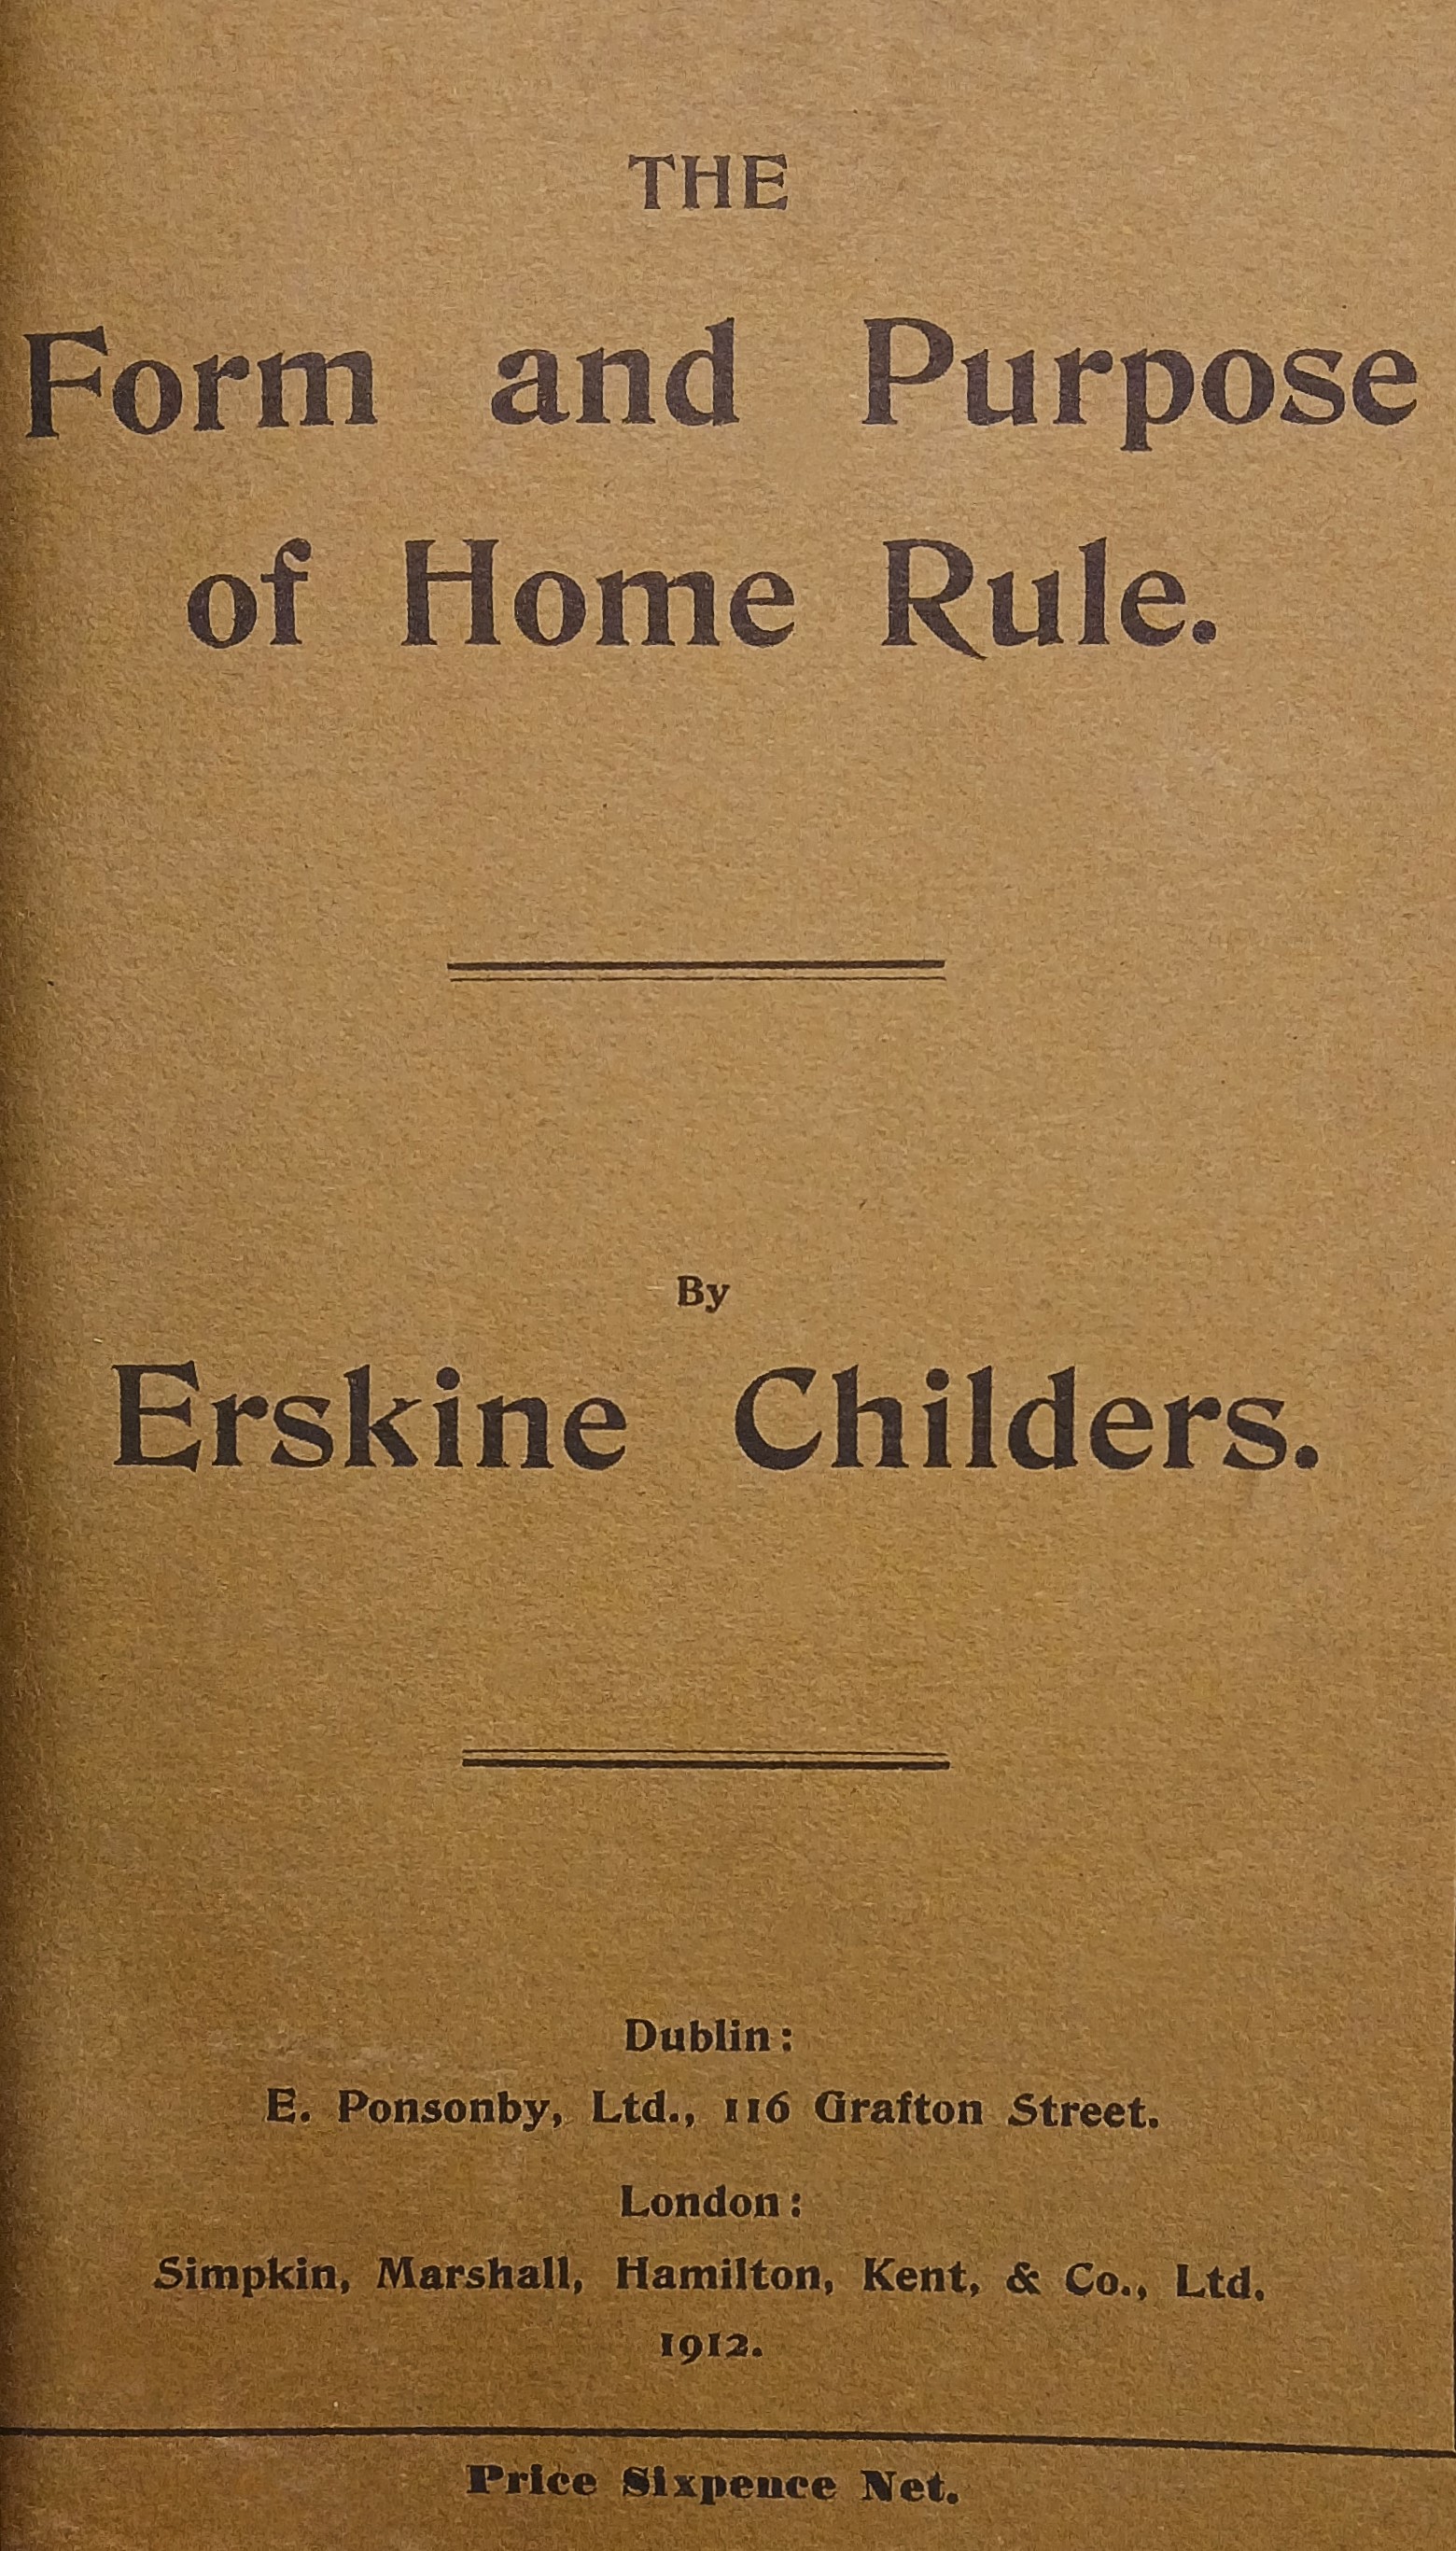 THE
Form and Purpose
of Home Rule.
By
Erskine Childers.
Dublin:
E. Ponsonby, Ltd., 116 Grafton Street.
London:
Simpkin, Marshall, Hamilton, Kent, & Co., Ltd.
1912.
Price Sixpence Net.